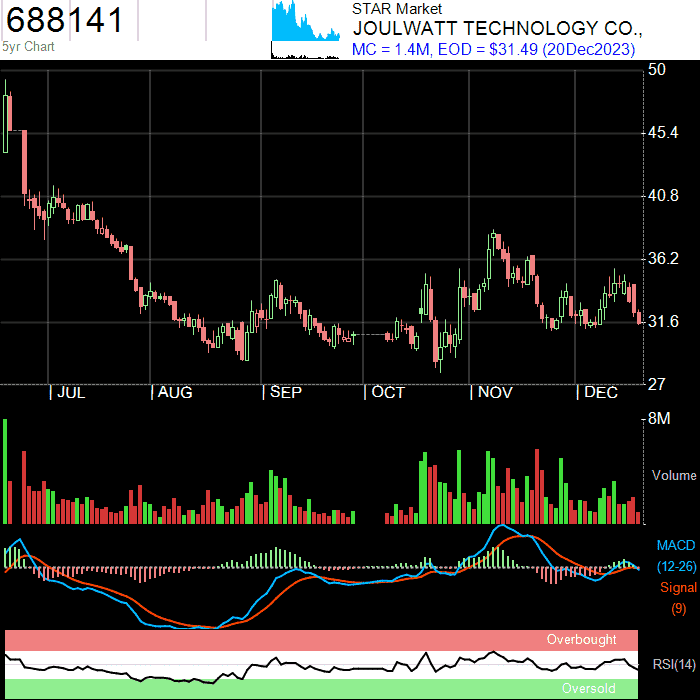 688141
5yr Chart
STAR Market
JOULWATT TECHNOLOGY CO.,
MC = 1.4M, EOD = $31.49 (20Dec2023)
50
45.4
40.8
36.2
31.6
27
JUL AUG SEP OCT NOV DEC
8M
Volume
MACD
(12-26)
Signal
(9)
Overbought
RSI(14)
Oversold